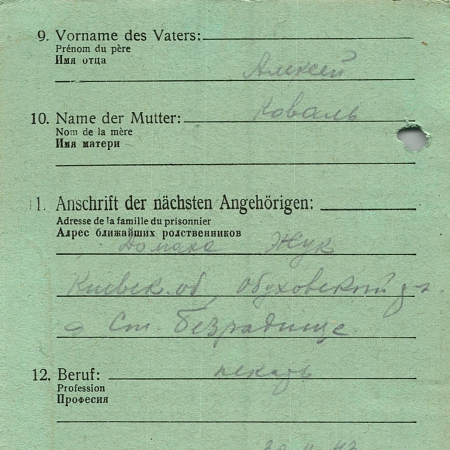 9. Vorname des Vaters:
Prénom du père
Имя отца
Алексей
10. Name der Mutter:
Коваль
Nom de la mère
Имя матери
11. Anschrift der nächsten Angehörigen:
Adresse de la famille du prisonnier
Адрес ближайших родственников
Жук
Киевск. об, Обуховский
Ст. Безрадище
12. Beruf:
пекарь
Profession
Професия